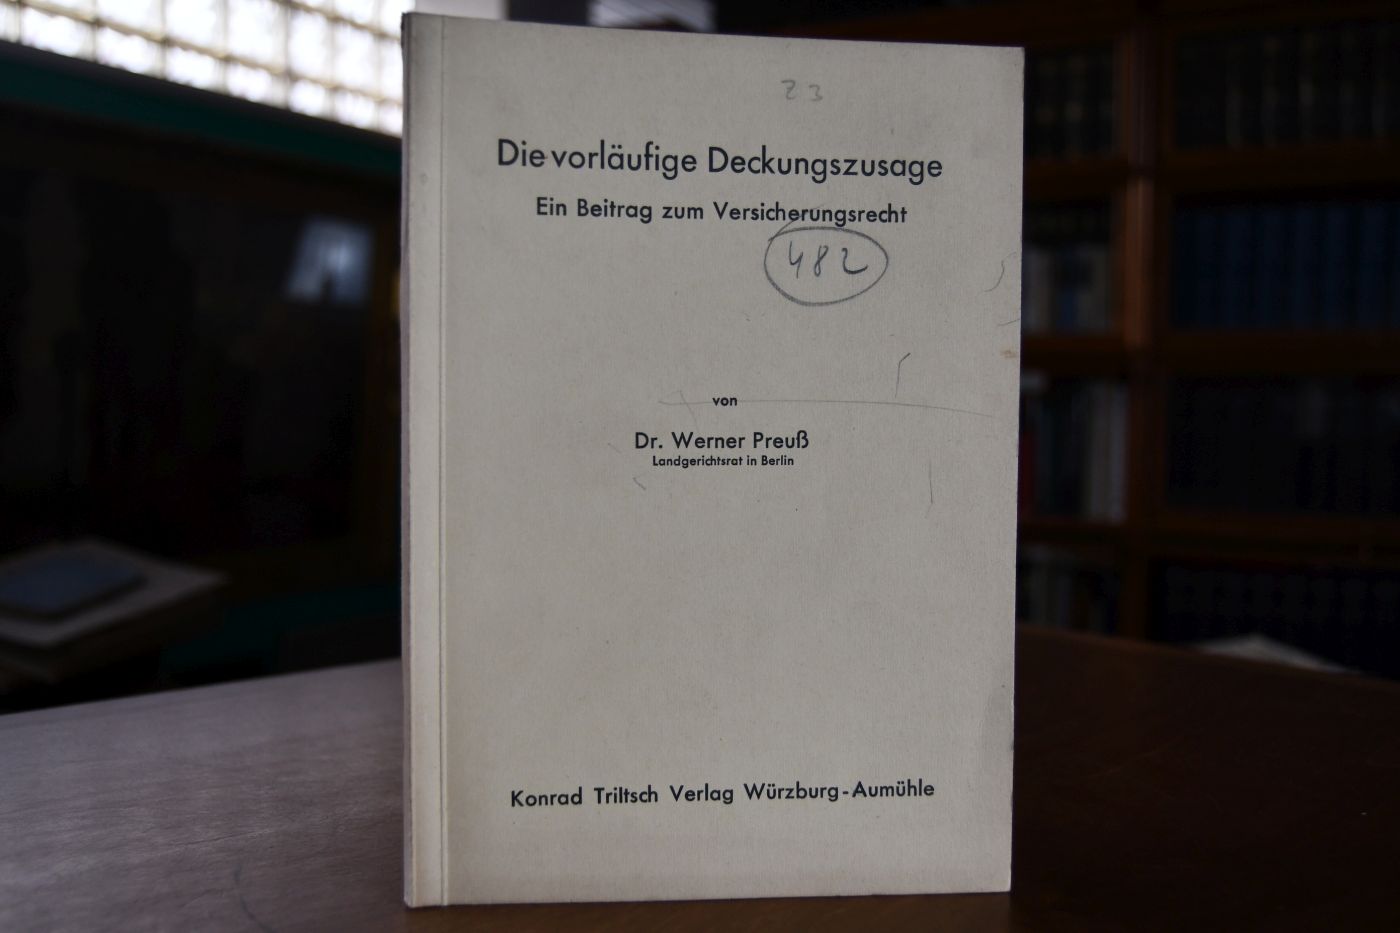 Z3
Die vorläufige Deckungszusage
Ein Beitrag zum Versicherungsrecht
482
von
Dr. Werner Preuß
Landgerichtsrat in Berlin
Konrad Triltsch Verlag Würzburg-Aumühle